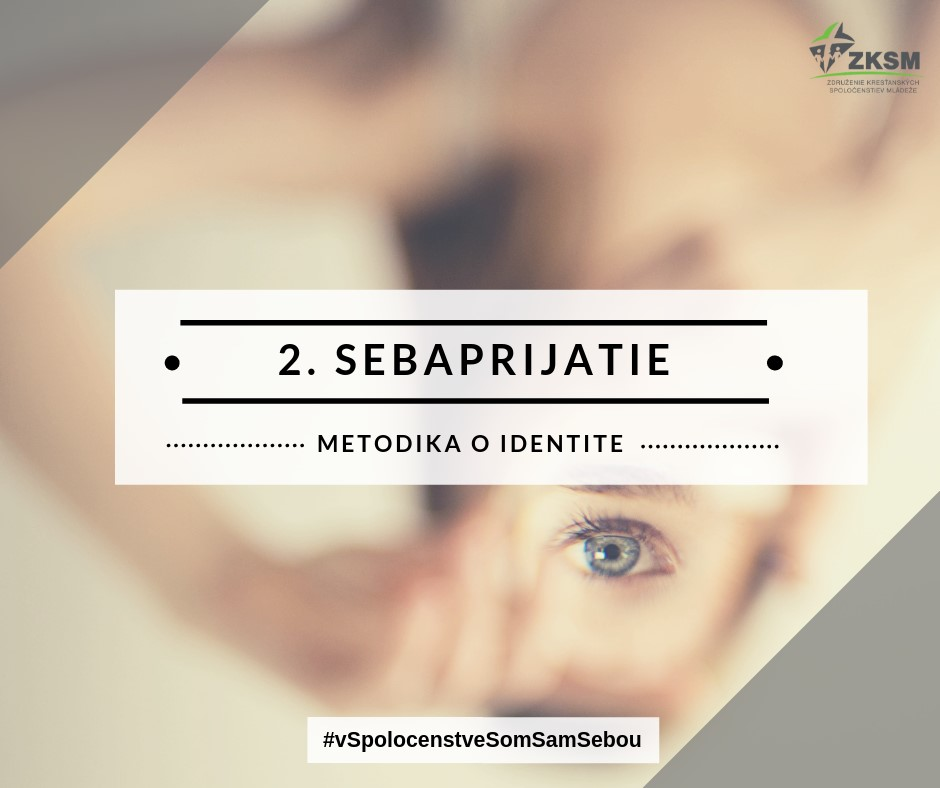 ZKSM
ZDRUŽENIE KRESŤANSKÝCH
SPOLOČENSTIEV MLÁDEŽE
2. SEBAPRIJATIE
METODIKA O IDENTITE
#vSpolocenstveSomSamSebou